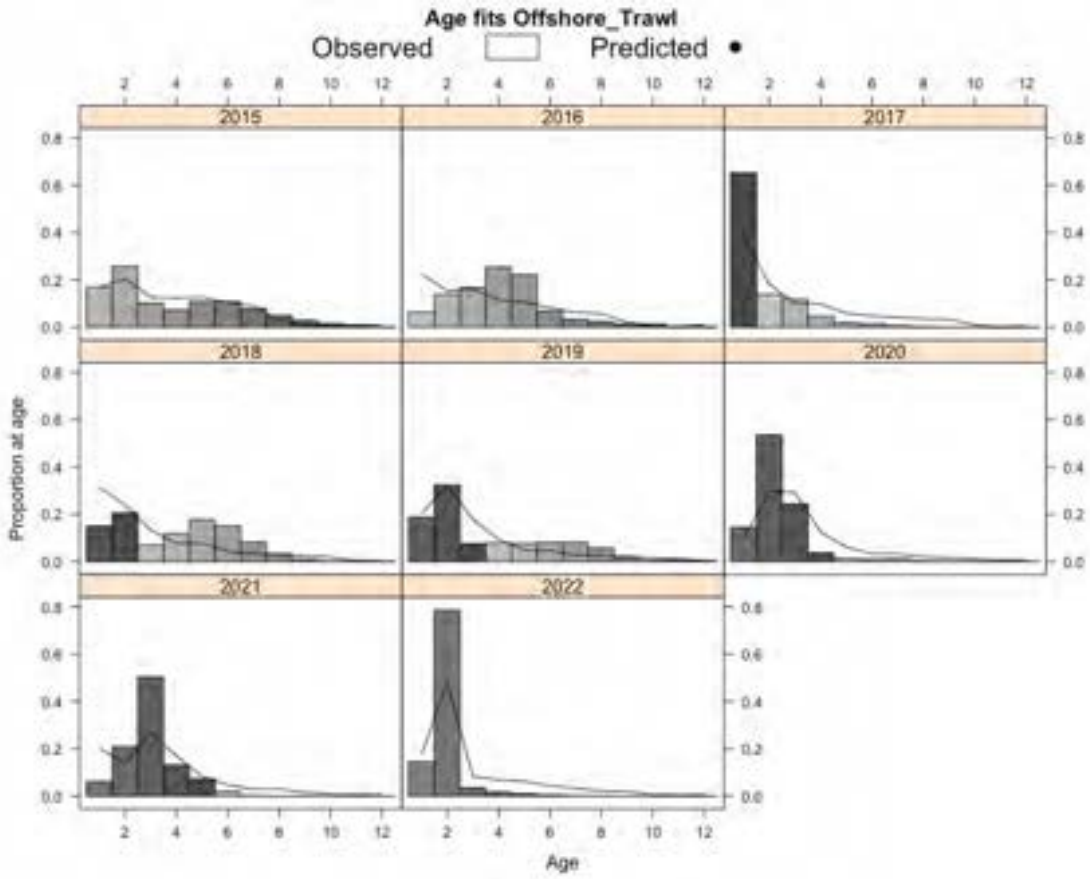 Age fits Offshore_Trawl
Observed Predicted
2 4 6 8 10 12 2 4 6 8 10 12 2 4 6 8 10 12
2015 2016 2017
0.8 0.8
0.6 0.6
0.4 0.4
0.2 0.2
0.0 0.0
2018 2019 2020
0.8 0.8
0.6 0.6
0.4 0.4
0.2 0.2
0.0 0.0
Proportion at age
2021 2022
0.8 0.8
0.6 0.6
0.4 0.4
0.2 0.2
0.0 0.0
2 4 6 8 10 12 2 4 6 8 10 12
Age